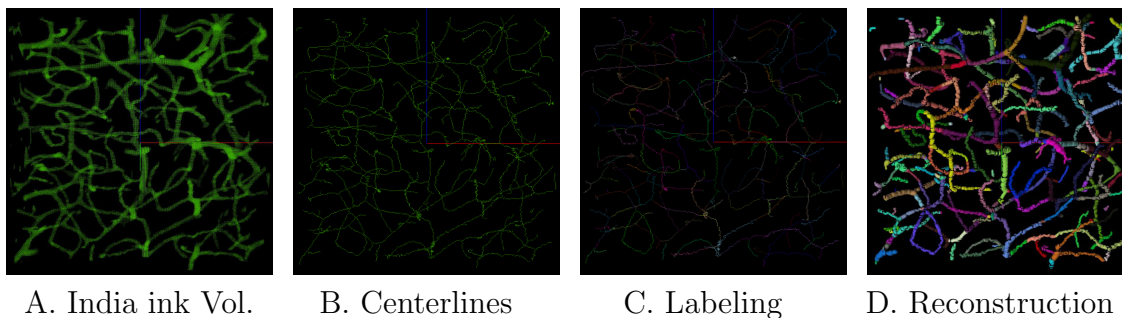 A. India ink Vol. B. Centerlines C. Labeling D. Reconstruction